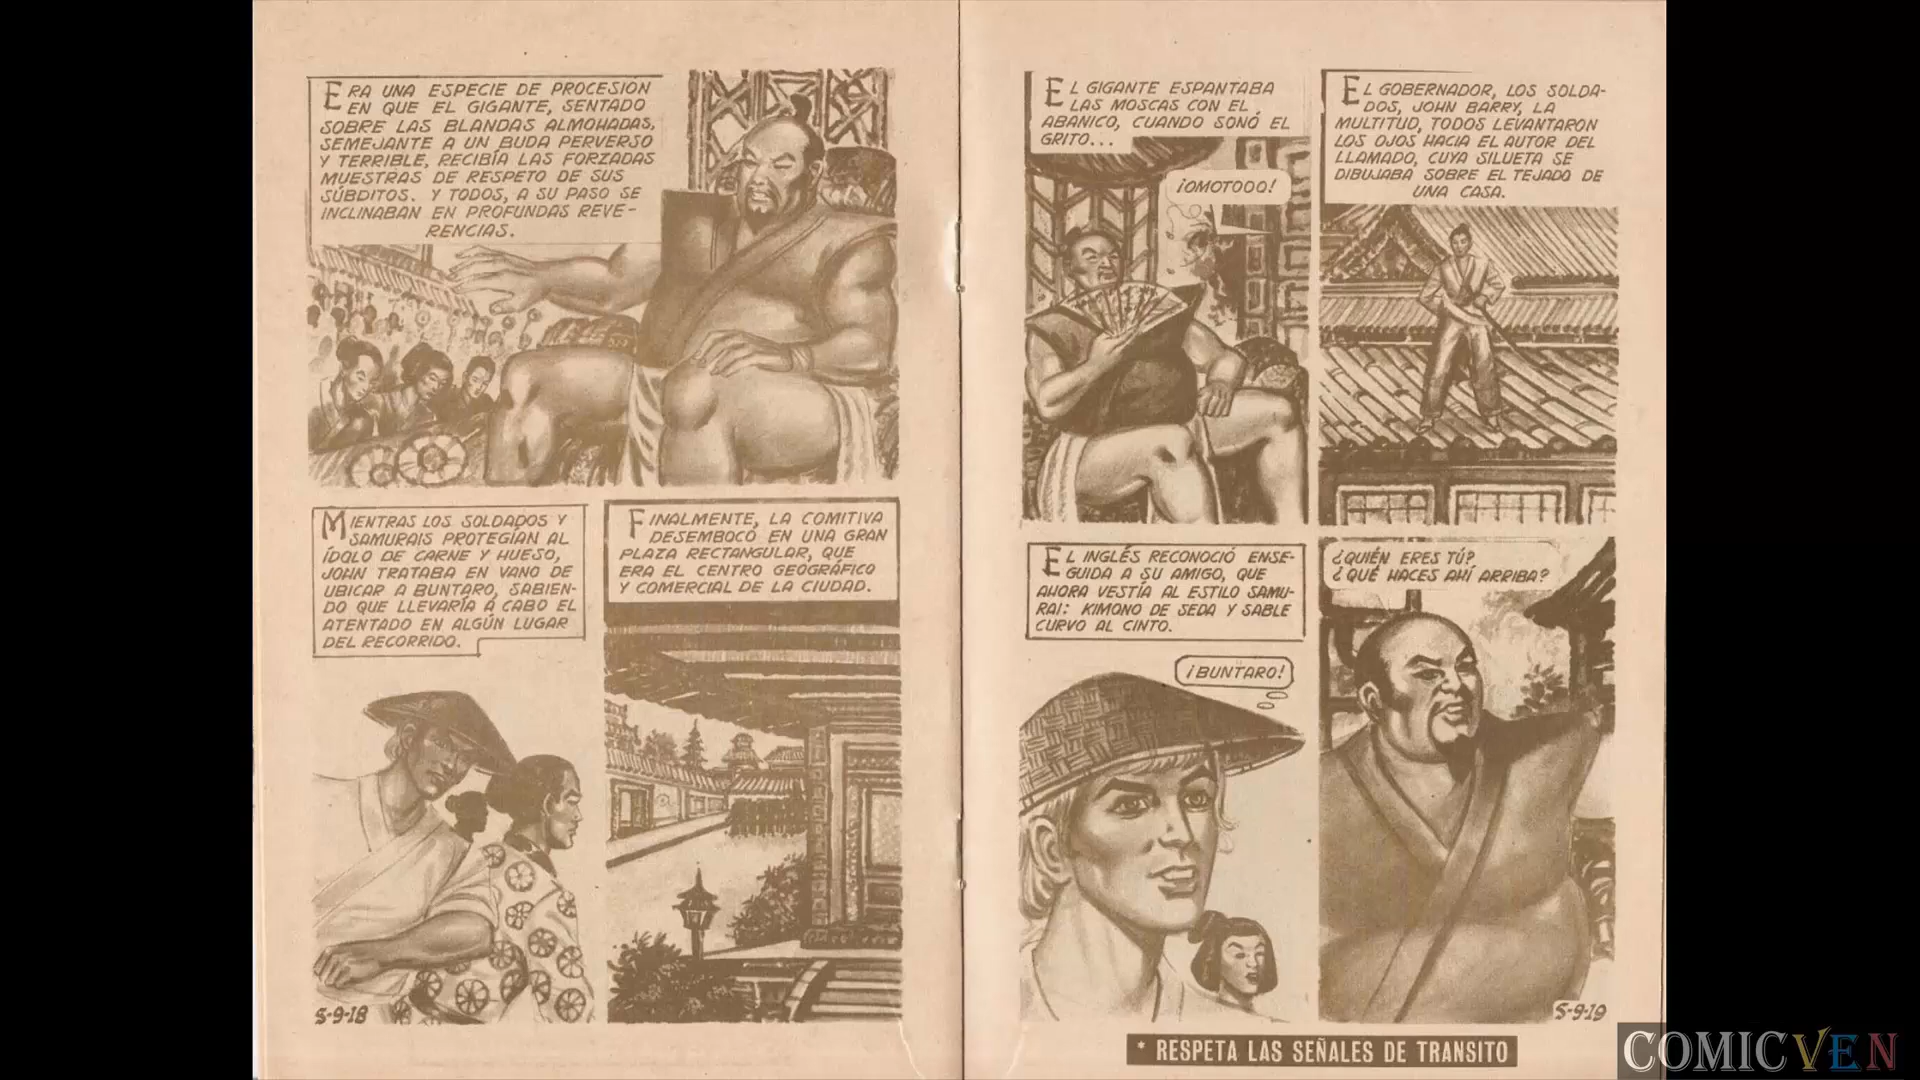 ERA UNA ESPECIE DE PROCESIÓN
EN QUE EL GIGANTE, SENTADO
SOBRE LAS BLANDAS ALMOHADAS,
SEMEJANTE A UN BUDA PERVERSO
Y TERRIBLE, RECIBÍA LAS FORZADAS
MUESTRAS DE RESPETO DE SUS
SÚBDITOS. Y TODOS, A SU PASO SE
INCLINABAN EN PROFUNDAS REVE-
RENCIAS.
MIENTRAS LOS SOLDADOS Y
SAMURAIS PROTEGÍAN AL
ÍDOLO DE CARNE Y HUESO,
JOHN TRATABA EN VANO DE
UBICAR A BUNTARO, SABIEN-
DO QUE LLEVARÍA A CABO EL
ATENTADO EN ALGÚN LUGAR
DEL RECORRIDO.
FINALMENTE, LA COMITIVA
DESEMBOCÓ EN UNA GRAN
PLAZA RECTANGULAR, QUE
ERA EL CENTRO GEOGRÁFICO
Y COMERCIAL DE LA CIUDAD.
S-9-18
EL GIGANTE ESPANTABA
LAS MOSCAS CON EL
ABANICO, CUANDO SONÓ EL
GRITO...
¡OMOTOOO!
EL GOBERNADOR, LOS SOLDA-
DOS, JOHN BARRY, LA
MULTITUD, TODOS LEVANTARON
LOS OJOS HACIA EL AUTOR DEL
LLAMADO, CUYA SILUETA SE
DIBUJABA SOBRE EL TEJADO DE
UNA CASA.
EL INGLÉS RECONOCIÓ ENSE-
GUIDA A SU AMIGO, QUE
AHORA VESTÍA AL ESTILO SAMU-
RAI: KIMONO DE SEDA Y SABLE
CURVO AL CINTO.
¡BUNTARO!
¿QUIÉN ERES TÚ?
¿QUÉ HACES AHÍ ARRIBA?
S-9-19
* RESPETA LAS SEÑALES DE TRANSITO
COMICVEN